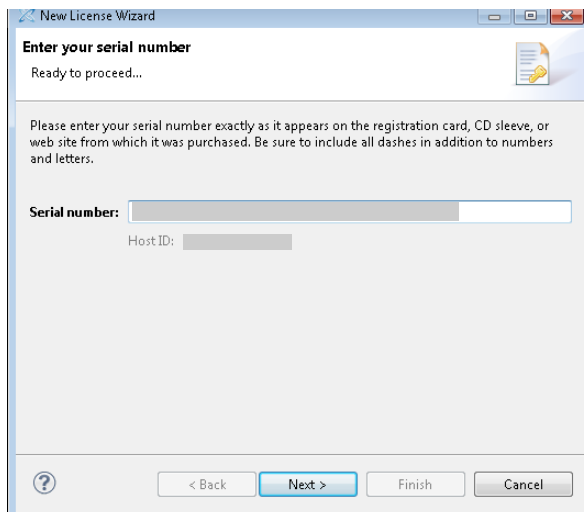 New License Wizard
Enter your serial number
Ready to proceed...
Please enter your serial number exactly as it appears on the registration card, CD sleeve, or
web site from which it was purchased. Be sure to include all dashes in addition to numbers
and letters.
Serial number:
Host ID:
?
< Back
Next >
Finish
Cancel